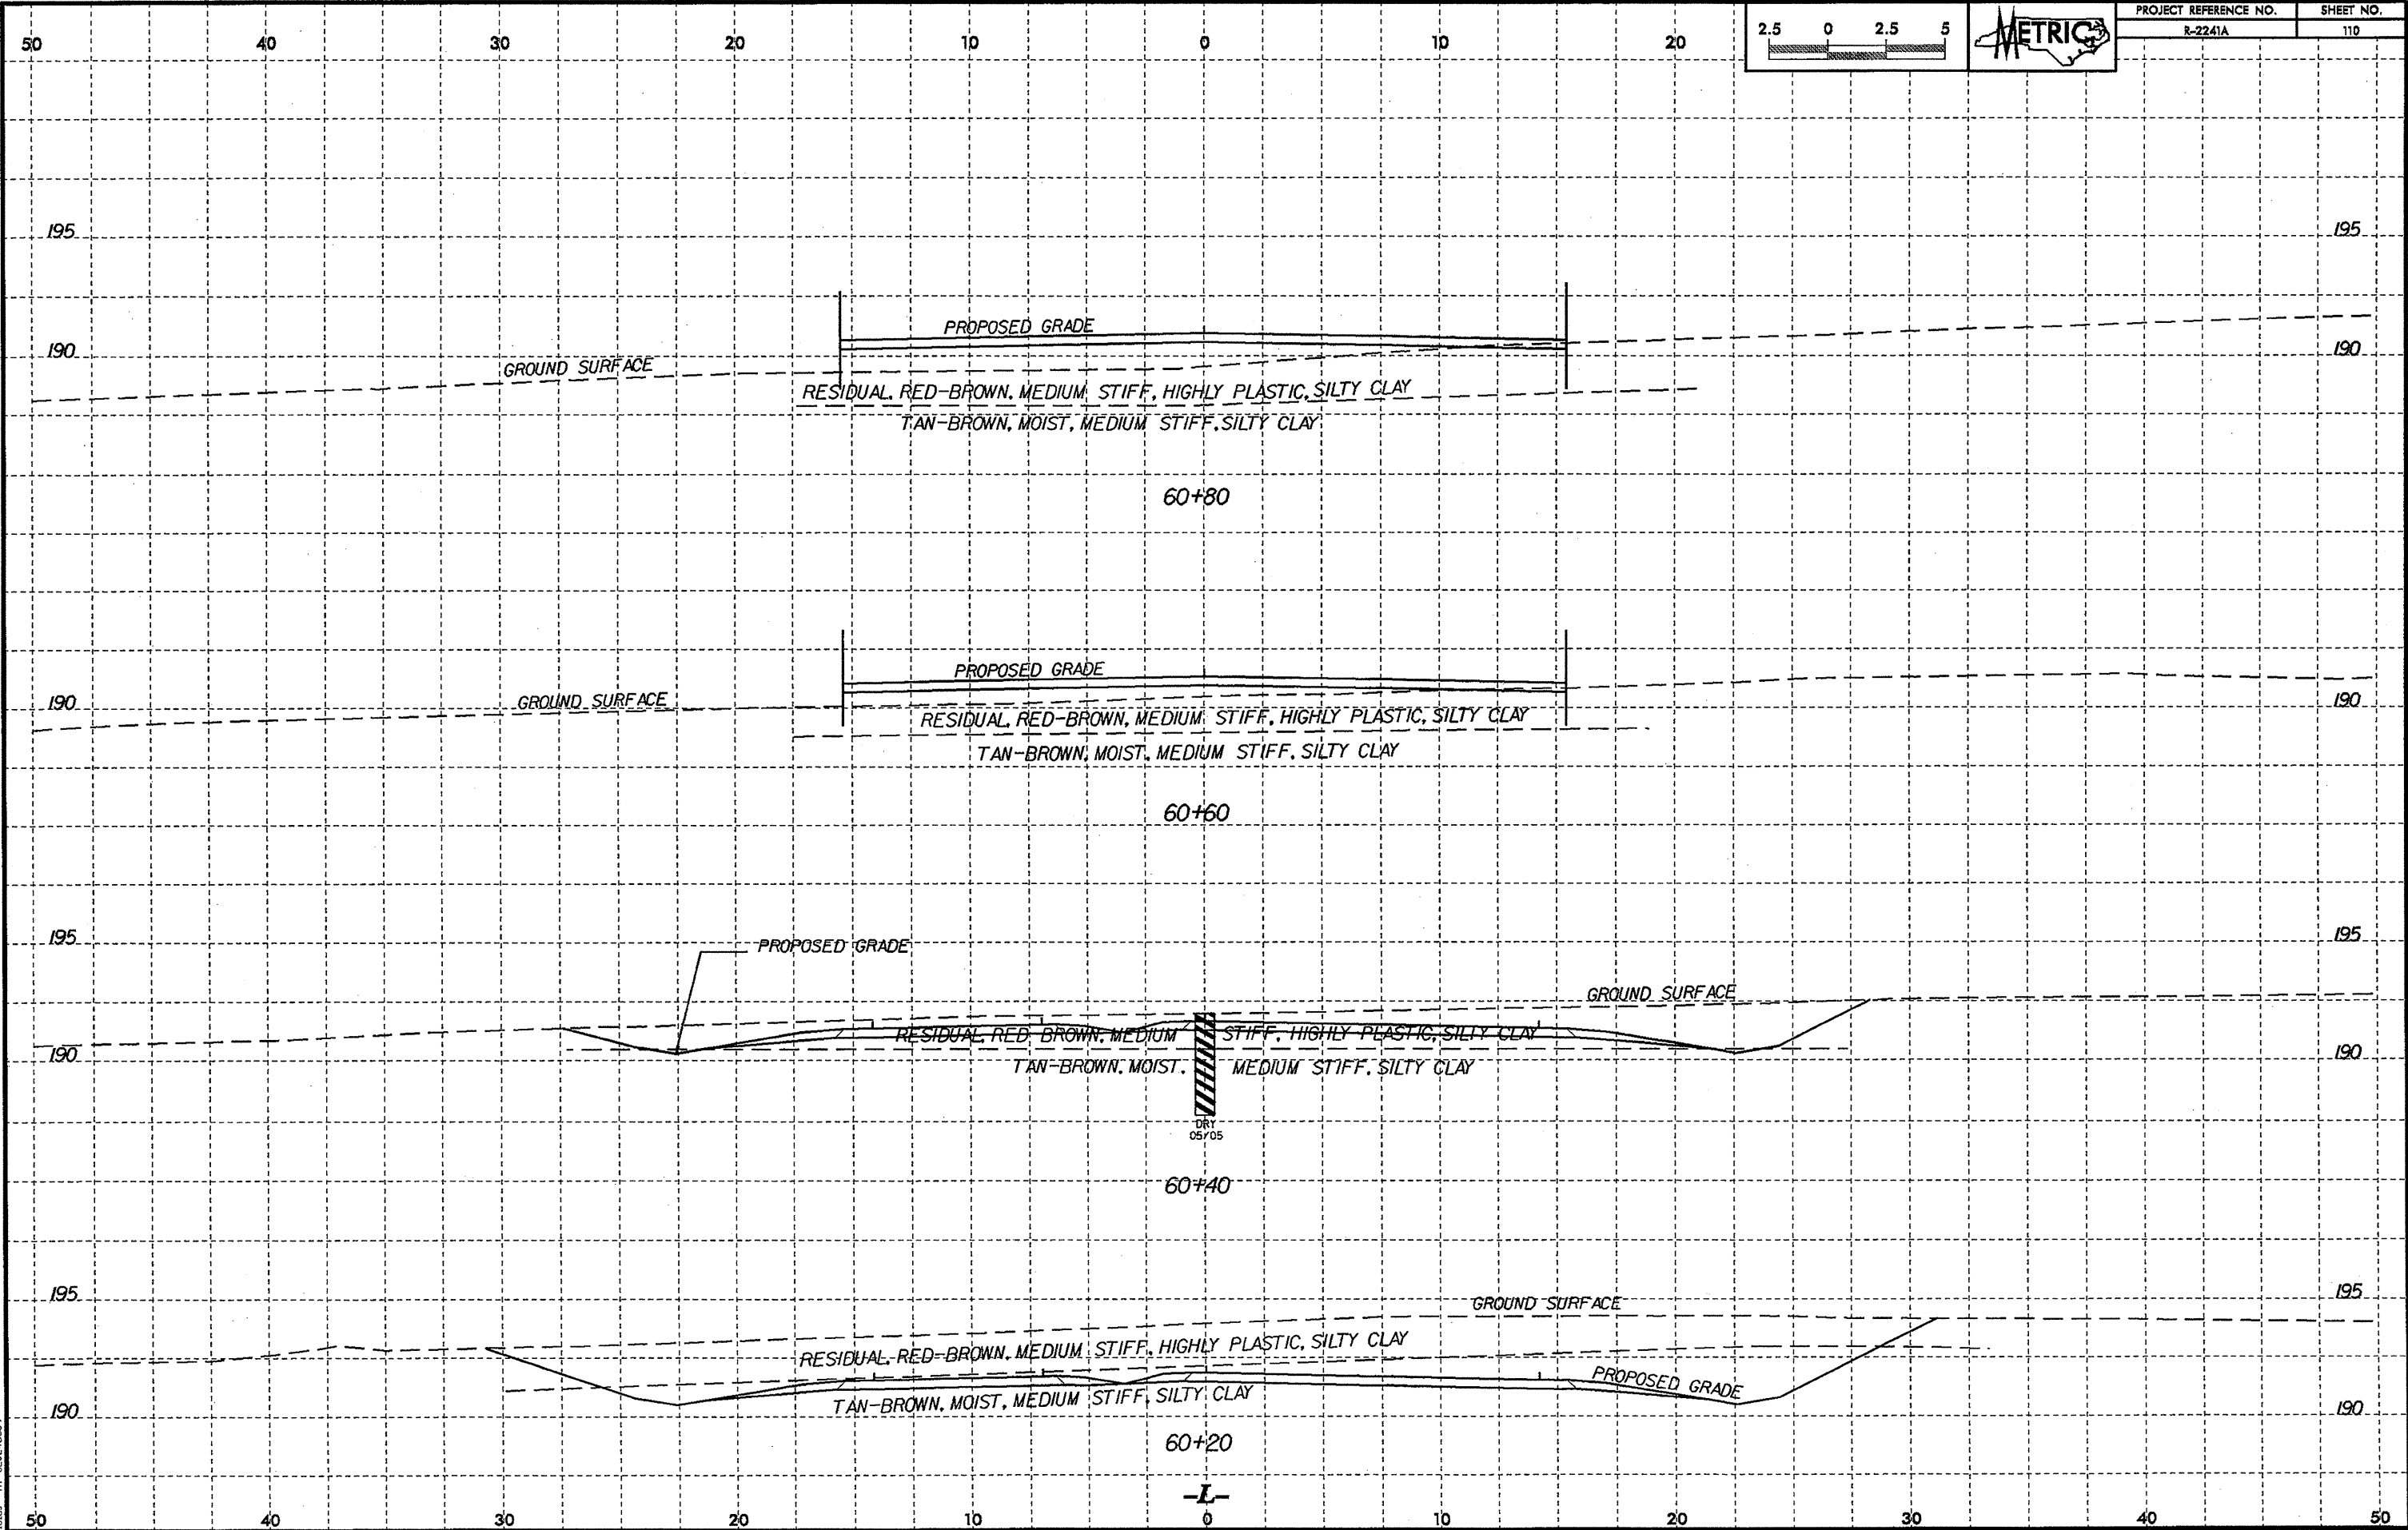 PROJECT REFERENCE NO. SHEET NO.
R-2241A 110
METRIC
2.5 0 2.5 5
50 40 30 20 10 0 10 20
195 195
PROPOSED GRADE
190 190
GROUND SURFACE
RESIDUAL, RED-BROWN, MEDIUM STIFF, HIGHLY PLASTIC, SILTY CLAY
TAN-BROWN, MOIST, MEDIUM STIFF, SILTY CLAY
60+80
PROPOSED GRADE
GROUND SURFACE
190 190
RESIDUAL, RED-BROWN, MEDIUM STIFF, HIGHLY PLASTIC, SILTY CLAY
TAN-BROWN, MOIST, MEDIUM STIFF, SILTY CLAY
60+60
195 195
PROPOSED GRADE
GROUND SURFACE
RESIDUAL, RED BROWN, MEDIUM STIFF, HIGHLY PLASTIC, SILTY CLAY
190 190
TAN-BROWN, MOIST, MEDIUM STIFF, SILTY CLAY
DRY
05/05
60+40
195 195
GROUND SURFACE
RESIDUAL, RED-BROWN, MEDIUM STIFF, HIGHLY PLASTIC, SILTY CLAY
PROPOSED GRADE
TAN-BROWN, MOIST, MEDIUM STIFF, SILTY CLAY
190 190
60+20
-L-
50 40 30 20 10 0 10 20 30 40 50